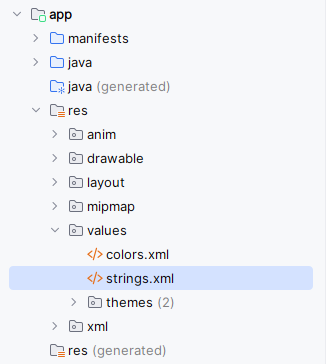 app
manifests
java
java (generated)
res
anim
drawable
layout
mipmap
values
</> colors.xml
</> strings.xml
themes (2)
xml
res (generated)